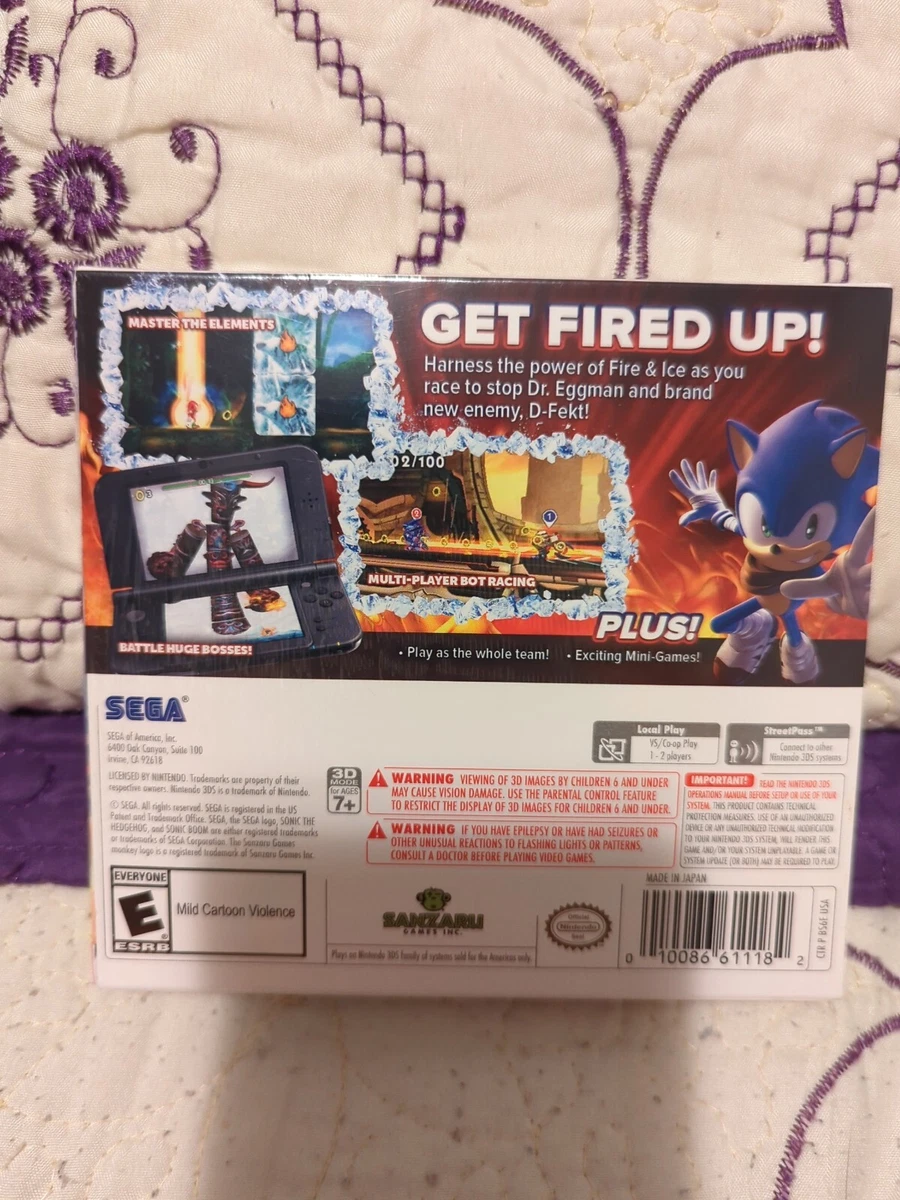 MASTER THE ELEMENTS
GET FIRED UP!
Harness the power of Fire & Ice as you
race to stop Dr. Eggman and brand
new enemy, D-Fekt!
02/100
03
2
1
MULTI-PLAYER BOT RACING
BATTLE HUGE BOSSES!
PLUS!
• Play as the whole team! • Exciting Mini-Games!
SEGA®
SEGA of America, Inc.
6400 Oak Canyon, Suite 100
Irvine, CA 92618
LICENSED BY NINTENDO. Trademarks are property of their
respective owners. Nintendo 3DS is a trademark of Nintendo.
© SEGA. All rights reserved. SEGA is registered in the US
Patent and Trademark Office. SEGA, the SEGA logo, SONIC THE
HEDGEHOG, and SONIC BOOM are either registered trademarks
or trademarks of SEGA Corporation. The Sanzaru Games
monkey logo is a registered trademark of Sanzaru Games Inc.
3D
MODE
for AGES
7+
WARNING VIEWING OF 3D IMAGES BY CHILDREN 6 AND UNDER
MAY CAUSE VISION DAMAGE. USE THE PARENTAL CONTROL FEATURE
TO RESTRICT THE DISPLAY OF 3D IMAGES FOR CHILDREN 6 AND UNDER.
WARNING IF YOU HAVE EPILEPSY OR HAVE HAD SEIZURES OR
OTHER UNUSUAL REACTIONS TO FLASHING LIGHTS OR PATTERNS,
CONSULT A DOCTOR BEFORE PLAYING VIDEO GAMES.
Local Play
VS/Co-op Play
1 - 2 players
StreetPass™
Connect to other
Nintendo 3DS systems
IMPORTANT! READ THE NINTENDO 3DS
OPERATIONS MANUAL BEFORE SETUP OR USE OF YOUR
SYSTEM. THIS PRODUCT CONTAINS TECHNICAL
PROTECTION MEASURES. USE OF AN UNAUTHORIZED
DEVICE OR ANY UNAUTHORIZED TECHNICAL MODIFICATION
TO YOUR NINTENDO 3DS SYSTEM, WILL RENDER THIS
GAME AND/OR YOUR SYSTEM UNPLAYABLE. A GAME OR
SYSTEM UPDATE (OR BOTH) MAY BE REQUIRED TO PLAY.
MADE IN JAPAN
EVERYONE
E
ESRB
Mild Cartoon Violence
SANZARU
GAMES INC.
Plays on Nintendo 3DS family of systems sold for the Americas only.
Official
Nintendo
Seal
0 10086 61118 2
CTR P BS6E USA